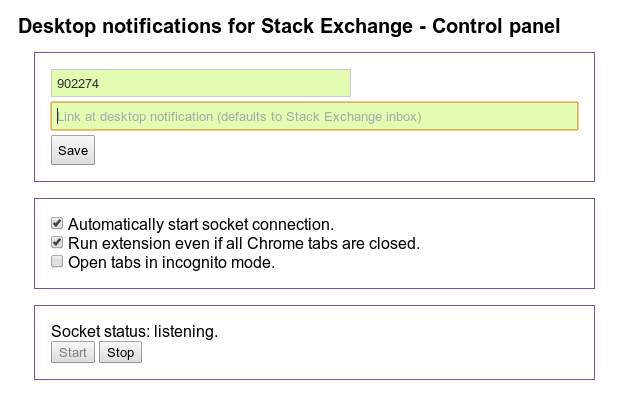 Desktop notifications for Stack Exchange - Control panel
902274
Link at desktop notification (defaults to Stack Exchange inbox)
Save
Automatically start socket connection.
Run extension even if all Chrome tabs are closed.
Open tabs in incognito mode.
Socket status: listening.
Start Stop